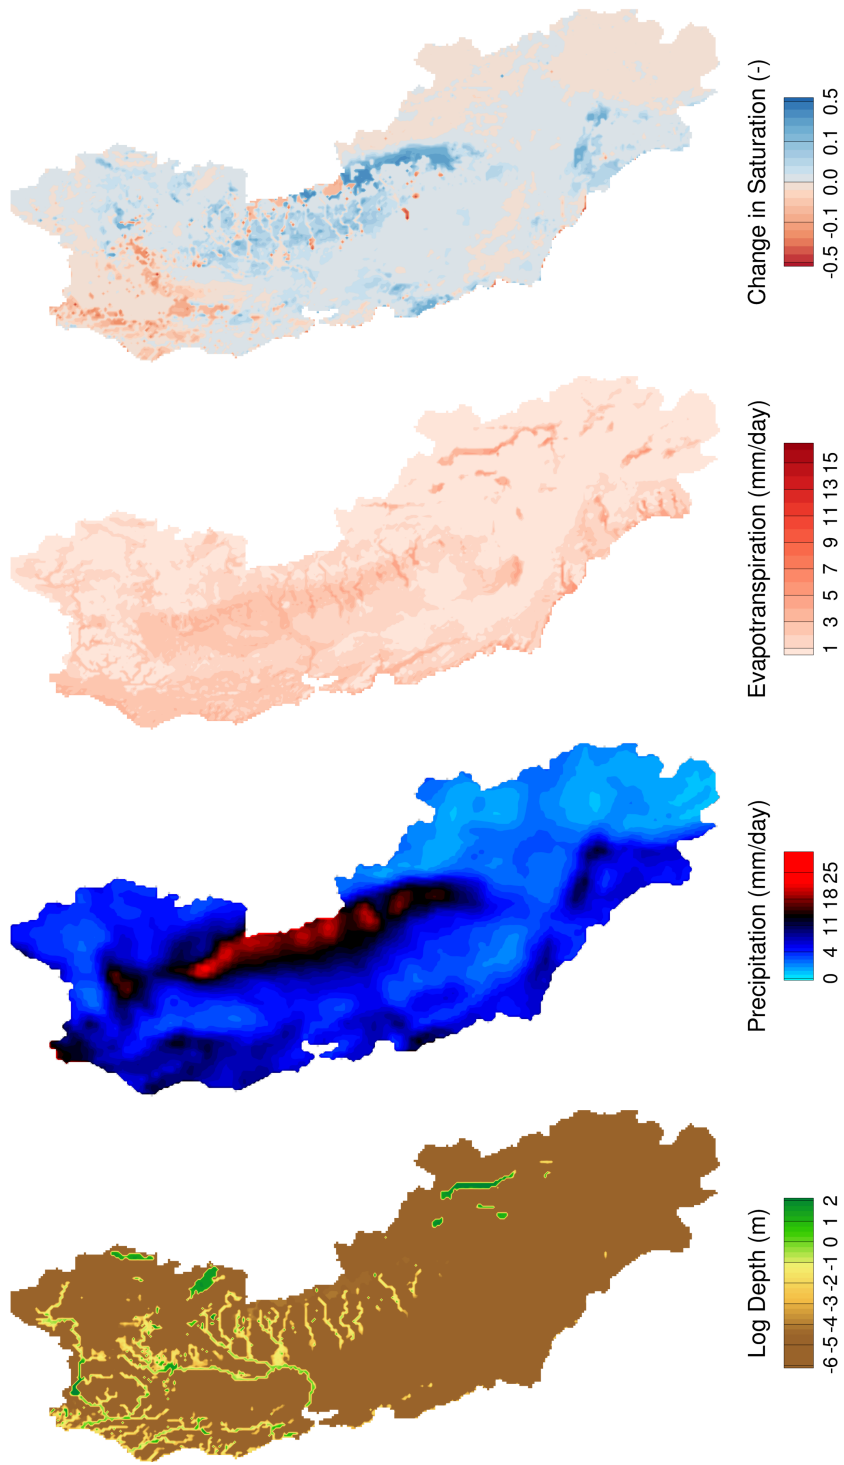 Change in Saturation (-)
-0.5 -0.1 0.0 0.1 0.5
Evapotranspiration (mm/day)
1 3 5 7 9 11 13 15
Precipitation (mm/day)
0 4 11 18 25
Log Depth (m)
-6 -5 -4 -3 -2 -1 0 1 2